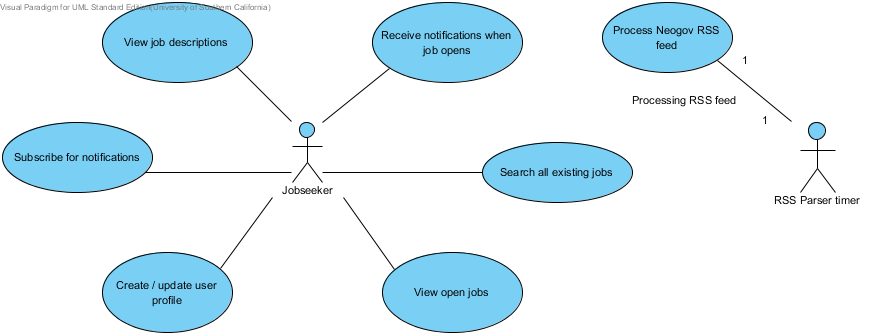 Visual Paradigm for UML Standard Edition(University of Southern California)
View job descriptions
Receive notifications when
job opens
Process Neogov RSS
feed
1
Processing RSS feed
1
Subscribe for notifications
Search all existing jobs
Jobseeker
RSS Parser timer
Create / update user
profile
View open jobs